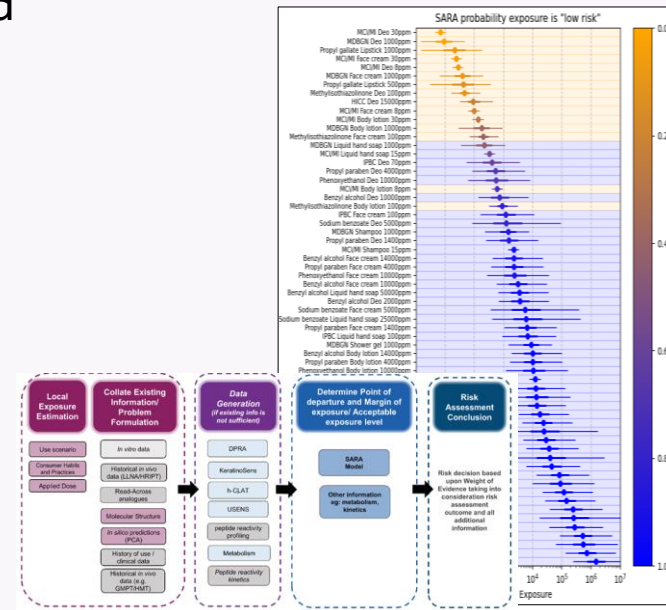 SARA probability exposure is "low risk"
MCI/MI Deo 30ppm
MDBGN Deo 1000ppm
Propyl gallate Lipstick 1000ppm
MCI/MI Face cream 30ppm
MCI/MI Deo 8ppm
MDBGN Face cream 1000ppm
Propyl gallate Lipstick 500ppm
Methylisothiazolinone Deo 100ppm
HICC Deo 15000ppm
MCI/MI Face cream 8ppm
MCI/MI Body lotion 30ppm
MDBGN Body lotion 1000ppm
Methylisothiazolinone Face cream 100ppm
MDBGN Liquid hand soap 1000ppm
MCI/MI Liquid hand soap 15ppm
IPBC Deo 70ppm
Propyl paraben Deo 4000ppm
Phenoxyethanol Deo 10000ppm
MCI/MI Body lotion 8ppm
Benzyl alcohol Deo 10000ppm
Methylisothiazolinone Body lotion 100ppm
IPBC Face cream 100ppm
Sodium benzoate Deo 5000ppm
MDBGN Shampoo 1000ppm
Propyl paraben Deo 1400ppm
MCI/MI Shampoo 15ppm
Benzyl alcohol Face cream 14000ppm
Propyl paraben Face cream 4000ppm
Phenoxyethanol Face cream 10000ppm
Benzyl alcohol Face cream 10000ppm
Benzyl alcohol Liquid hand soap 50000ppm
Benzyl alcohol Deo 2000ppm
Sodium benzoate Face cream 5000ppm
Sodium benzoate Liquid hand soap 25000ppm
Propyl paraben Face cream 1400ppm
IPBC Liquid hand soap 100ppm
MDBGN Shower gel 1000ppm
Benzyl alcohol Body lotion 14000ppm
Propyl paraben Body lotion 4000ppm
Phenoxyethanol Body lotion 10000ppm
10⁴ 10⁵ 10⁶ 10⁷
Exposure
Local
Exposure
Estimation
Use scenario
Consumer Habits
and Practices
Applied Dose
Collate Existing
Information/
Problem
Formulation
In vitro data
Historical in vivo
data (LLNA/HRIPT)
Read-Across
analogues
Molecular Structure
In silico predictions
(PCA)
History of use /
clinical data
Historical in vivo
data (e.g.
GMPT/HMT)
Data
Generation
(if existing info is
not sufficient)
DPRA
KeratinoSens
h-CLAT
USENS
peptide reactivity
profiling
Metabolism
Peptide reactivity
kinetics
Determine Point of
departure and Margin of
exposure/ Acceptable
exposure level
SARA
Model
Other information
eg: metabolism,
kinetics
Risk
Assessment
Conclusion
Risk decision based
upon Weight of
Evidence taking into
consideration risk
assessment
outcome and all
additional
information